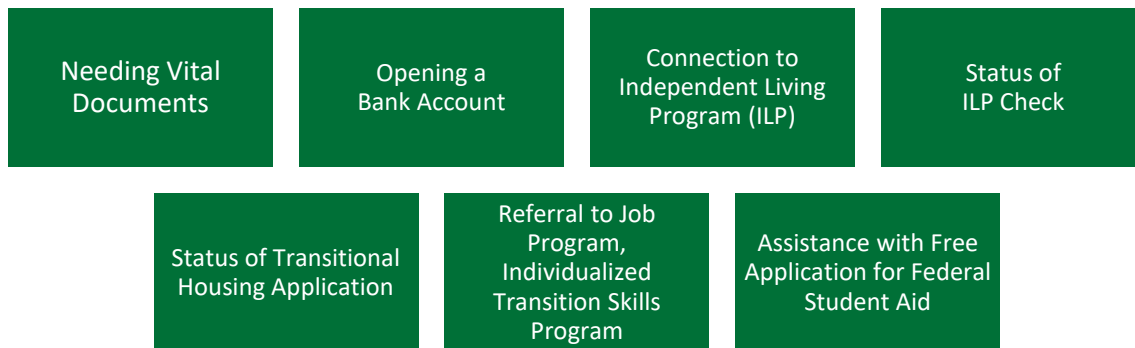 Needing Vital
Documents
Opening a
Bank Account
Connection to
Independent Living
Program (ILP)
Status of
ILP Check
Status of Transitional
Housing Application
Referral to Job
Program,
Individualized
Transition Skills
Program
Assistance with Free
Application for Federal
Student Aid